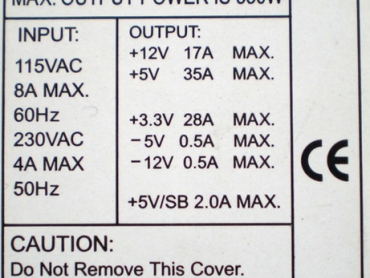 MAX. OUTPUT POWER IS
INPUT:
115VAC
8A MAX.
60Hz
230VAC
4A MAX
50Hz
OUTPUT:
+12V 17A MAX.
+5V 35A MAX.
+3.3V 28A MAX.
-5V 0.5A MAX.
-12V 0.5A MAX.
+5V/SB 2.0A MAX.
CE
CAUTION:
Do Not Remove This Cover.